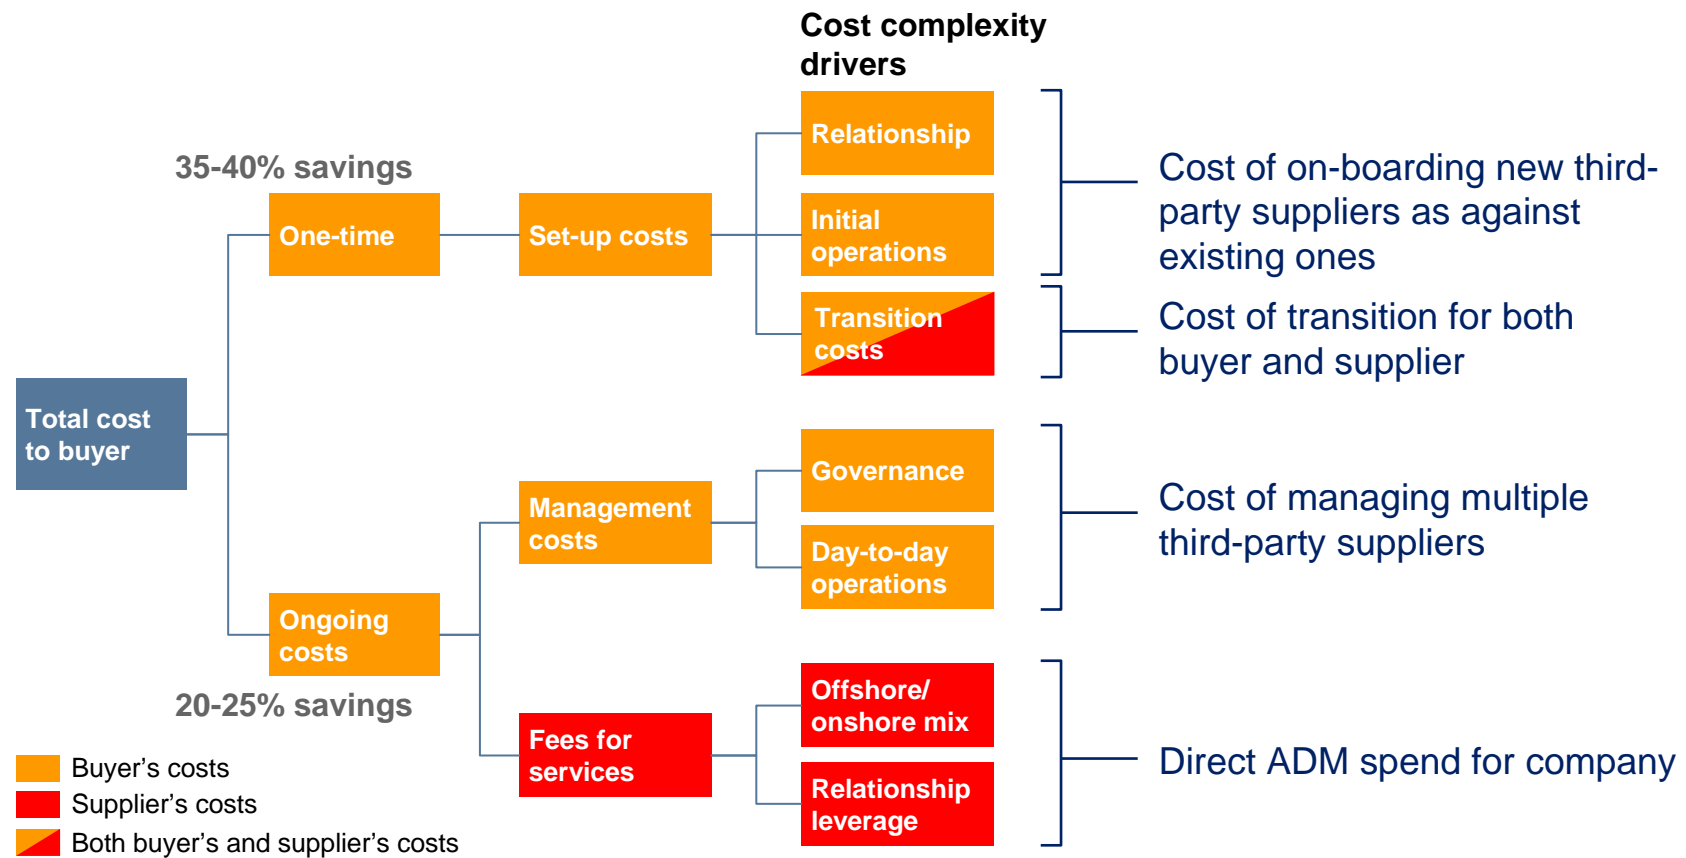 Cost complexity
drivers
35-40% savings
Total cost
to buyer
One-time
Set-up costs
Relationship
Initial
operations
Transition
costs
Cost of on-boarding new third-
party suppliers as against
existing ones
Cost of transition for both
buyer and supplier
Ongoing
costs
20-25% savings
Management
costs
Governance
Day-to-day
operations
Cost of managing multiple
third-party suppliers
Fees for
services
Offshore/
onshore mix
Relationship
leverage
Direct ADM spend for company
Buyer's costs
Supplier's costs
Both buyer's and supplier's costs